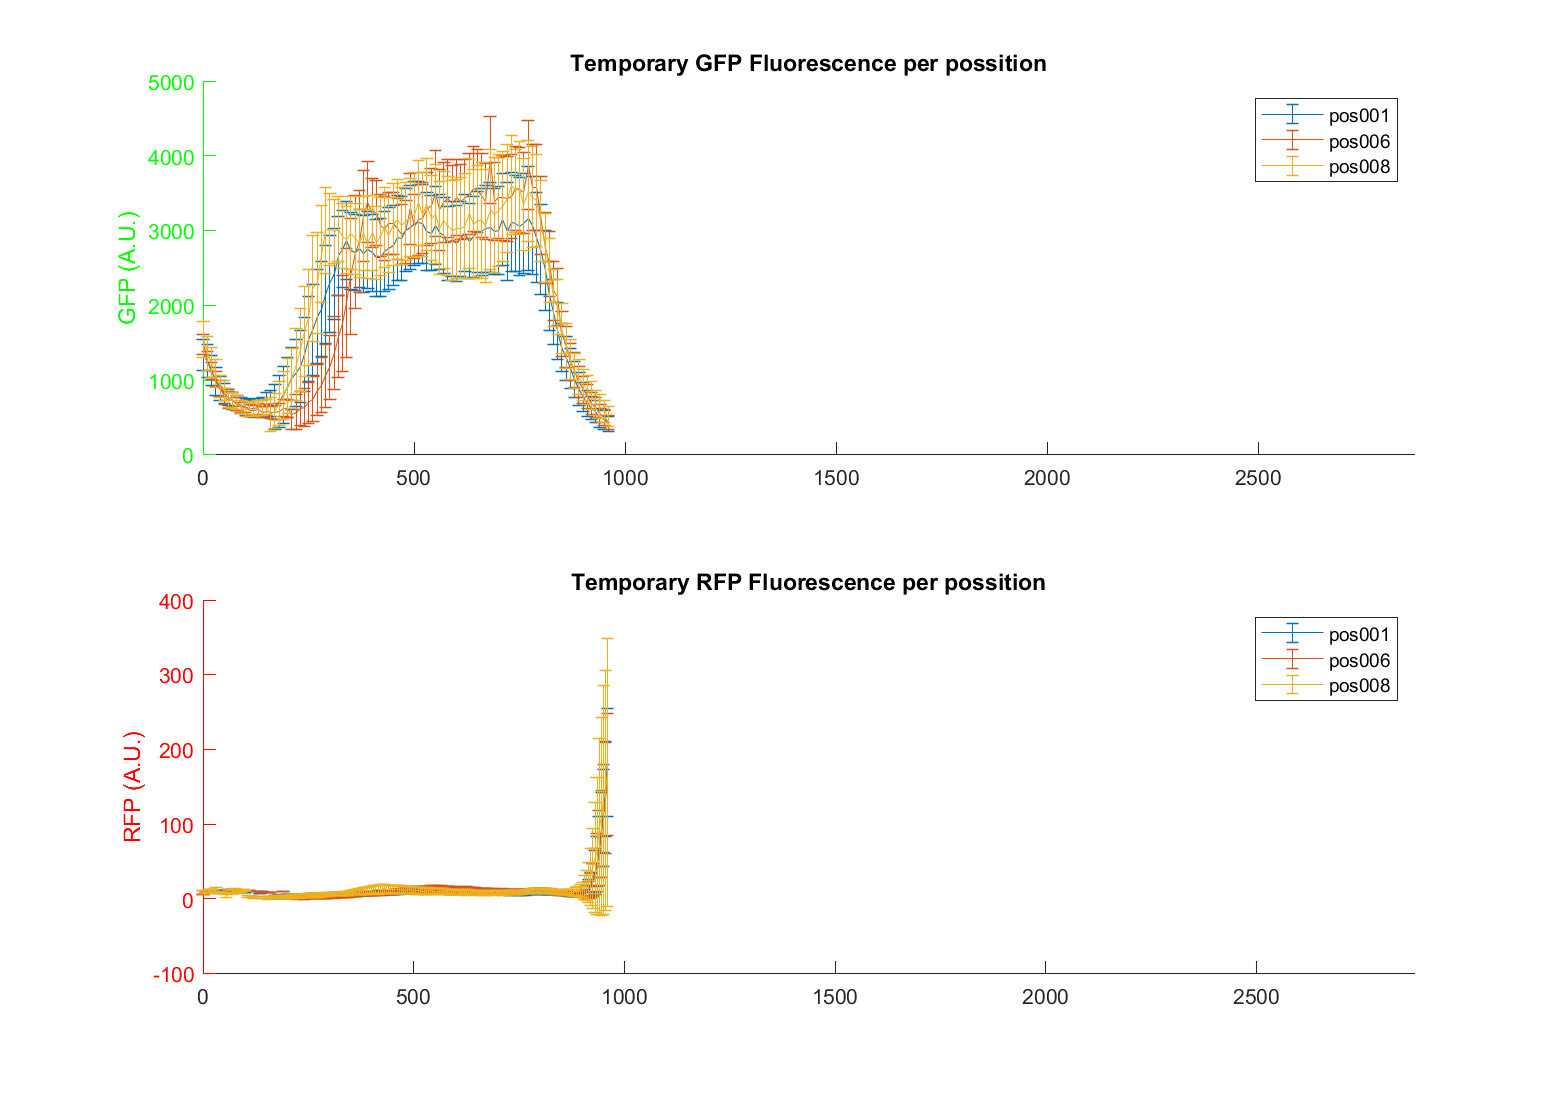 Temporary GFP Fluorescence per possition
5000
4000
3000
2000
1000
0
GFP (A.U.)
0 500 1000 1500 2000 2500
pos001
pos006
pos008
Temporary RFP Fluorescence per possition
400
300
200
100
0
-100
RFP (A.U.)
0 500 1000 1500 2000 2500
pos001
pos006
pos008